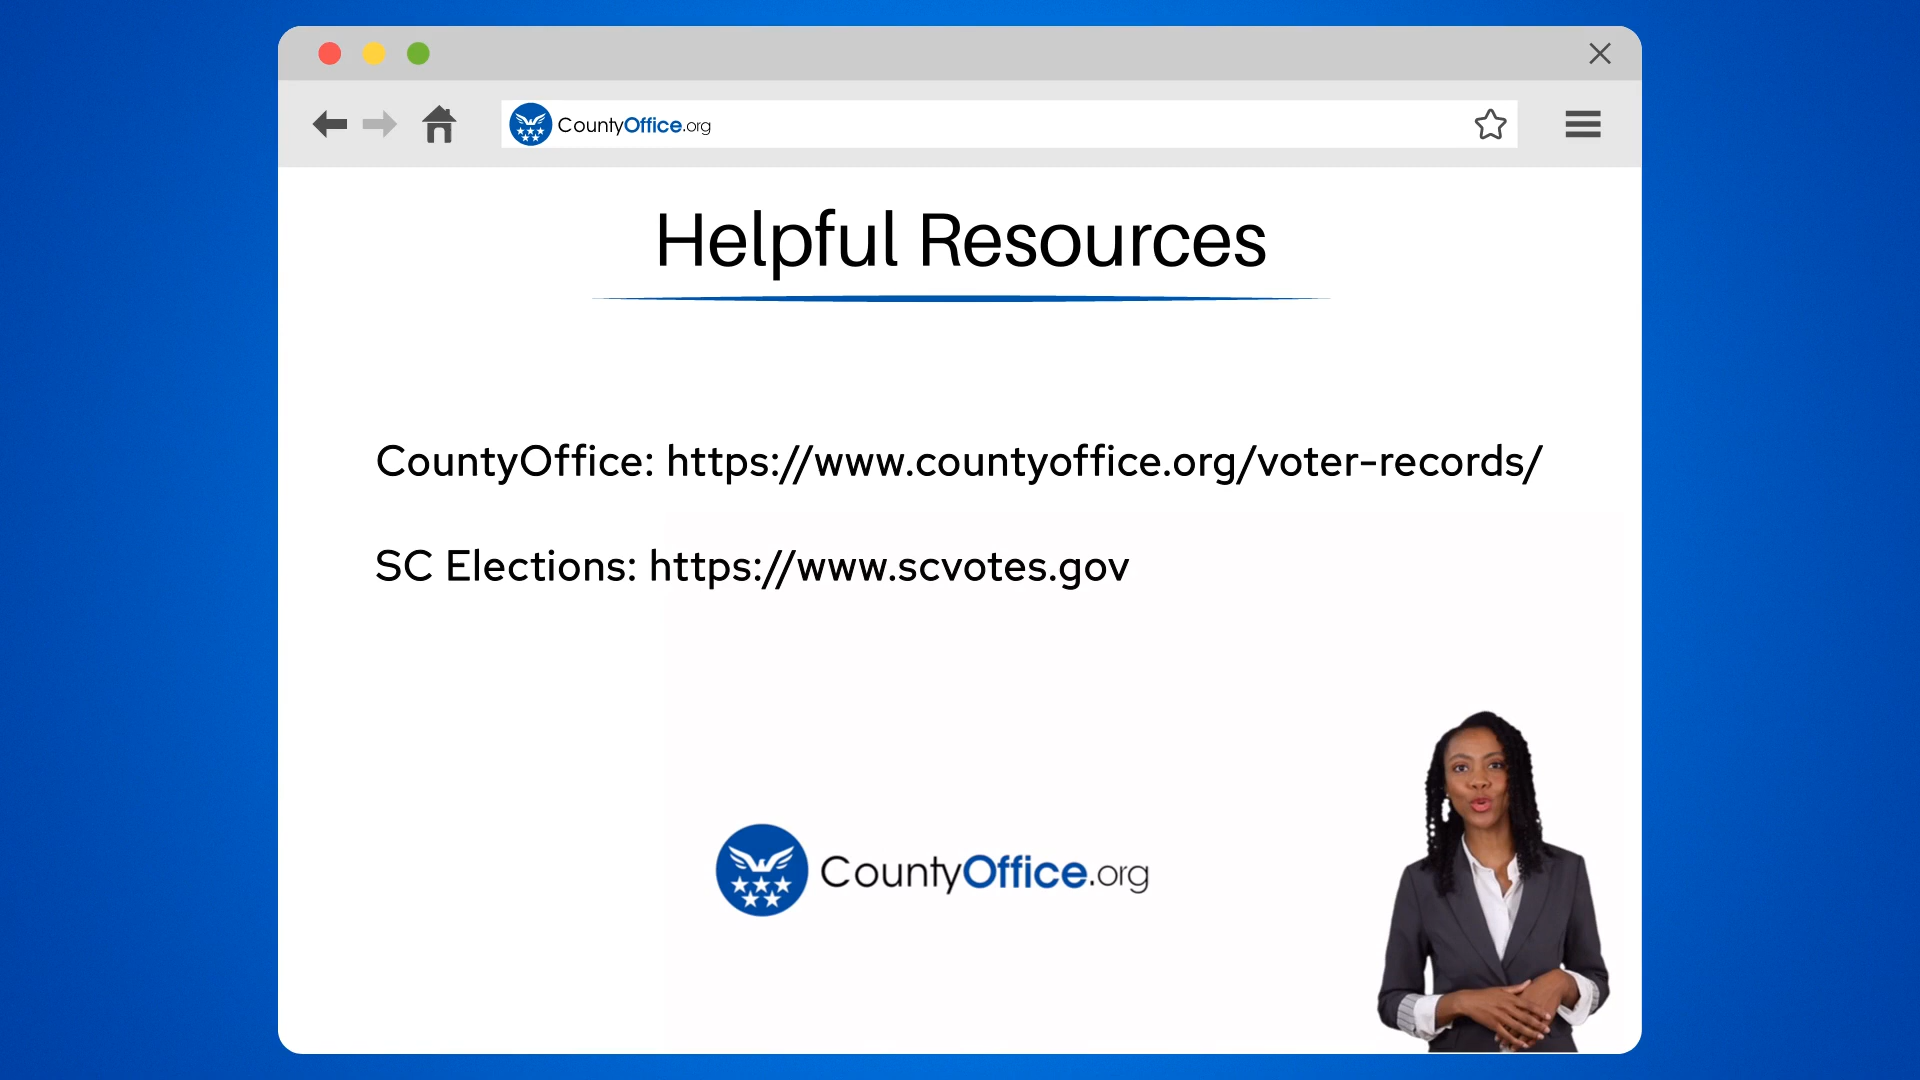 CountyOffice.org
Helpful Resources
CountyOffice: https://www.countyoffice.org/voter-records/
SC Elections: https://www.scvotes.gov
CountyOffice.org